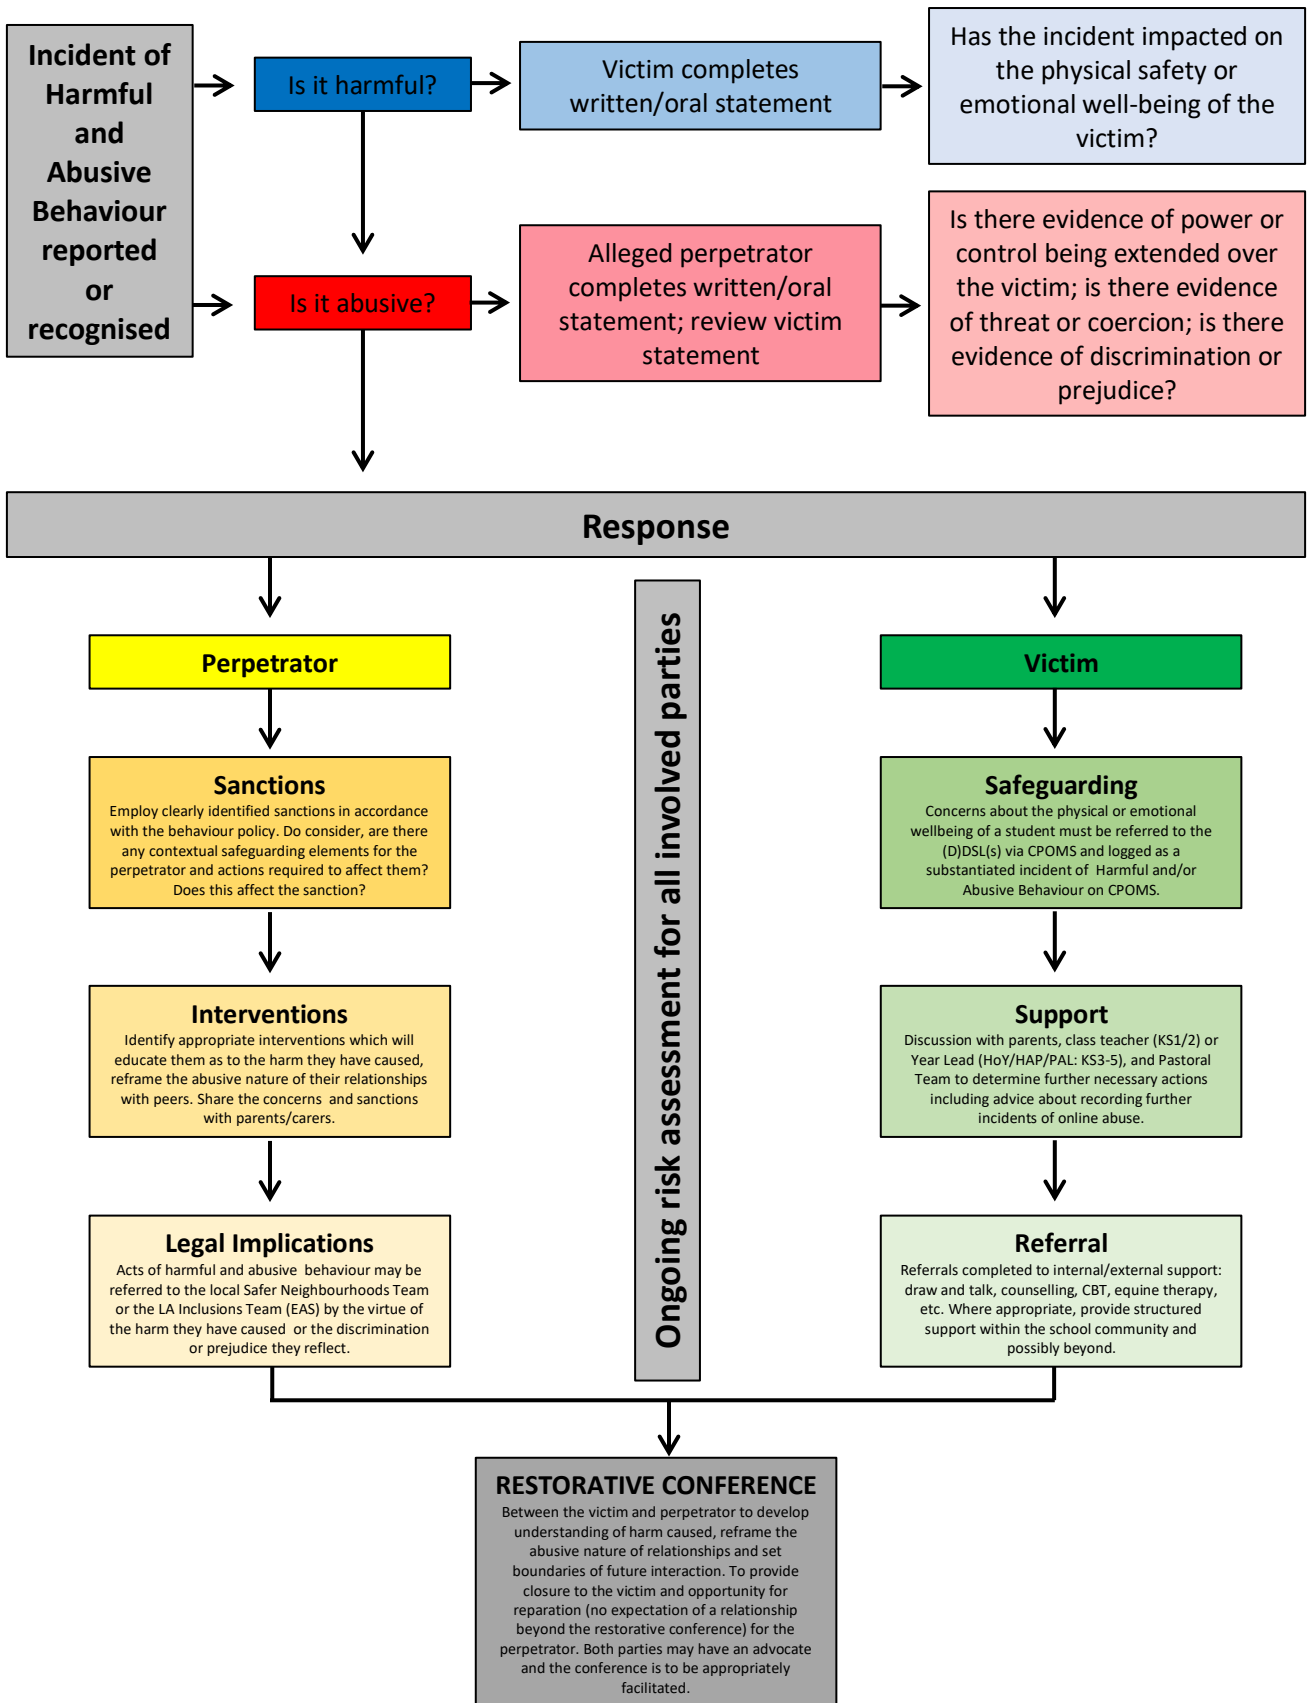 Incident of
Harmful
and
Abusive
Behaviour
reported
or
recognised
Is it harmful?
Victim completes
written/oral statement
Has the incident impacted on
the physical safety or
emotional well-being of the
victim?
Is it abusive?
Alleged perpetrator
completes written/oral
statement; review victim
statement
Is there evidence of power or
control being extended over
the victim; is there evidence
of threat or coercion; is there
evidence of discrimination or
prejudice?
Response
Perpetrator
Sanctions
Employ clearly identified sanctions in accordance
with the behaviour policy. Do consider, are there
any contextual safeguarding elements for the
perpetrator and actions required to affect them?
Does this affect the sanction?
Interventions
Identify appropriate interventions which will
educate them as to the harm they have caused,
reframe the abusive nature of their relationships
with peers. Share the concerns and sanctions
with parents/carers.
Legal Implications
Acts of harmful and abusive behaviour may be
referred to the local Safer Neighbourhoods Team
or the LA Inclusions Team (EAS) by the virtue of
the harm they have caused or the discrimination
or prejudice they reflect.
Ongoing risk assessment for all involved parties
Victim
Safeguarding
Concerns about the physical or emotional
wellbeing of a student must be referred to the
(D)DSL(s) via CPOMS and logged as a
substantiated incident of Harmful and/or
Abusive Behaviour on CPOMS.
Support
Discussion with parents, class teacher (KS1/2) or
Year Lead (HoY/HAP/PAL: KS3-5), and Pastoral
Team to determine further necessary actions
including advice about recording further
incidents of online abuse.
Referral
Referrals completed to internal/external support:
draw and talk, counselling, CBT, equine therapy,
etc. Where appropriate, provide structured
support within the school community and
possibly beyond.
RESTORATIVE CONFERENCE
Between the victim and perpetrator to develop
understanding of harm caused, reframe the
abusive nature of relationships and set
boundaries of future interaction. To provide
closure to the victim and opportunity for
reparation (no expectation of a relationship
beyond the restorative conference) for the
perpetrator. Both parties may have an advocate
and the conference is to be appropriately
facilitated.